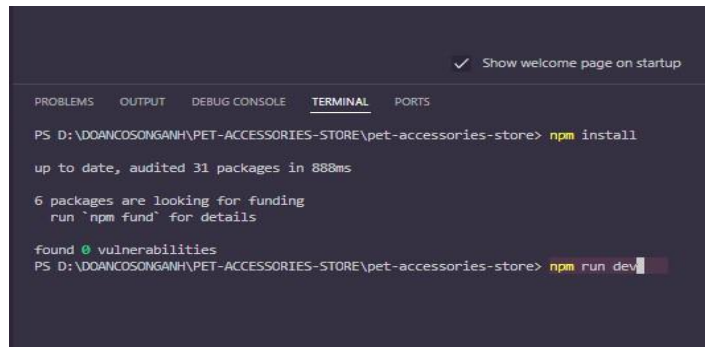 Show welcome page on startup
PROBLEMS OUTPUT DEBUG CONSOLE TERMINAL PORTS
PS D:\DOANCOSONGANH\PET-ACCESSORIES-STORE\pet-accessories-store> npm install
up to date, audited 31 packages in 888ms
6 packages are looking for funding
run `npm fund` for details
found 0 vulnerabilities
PS D:\DOANCOSONGANH\PET-ACCESSORIES-STORE\pet-accessories-store> npm run dev